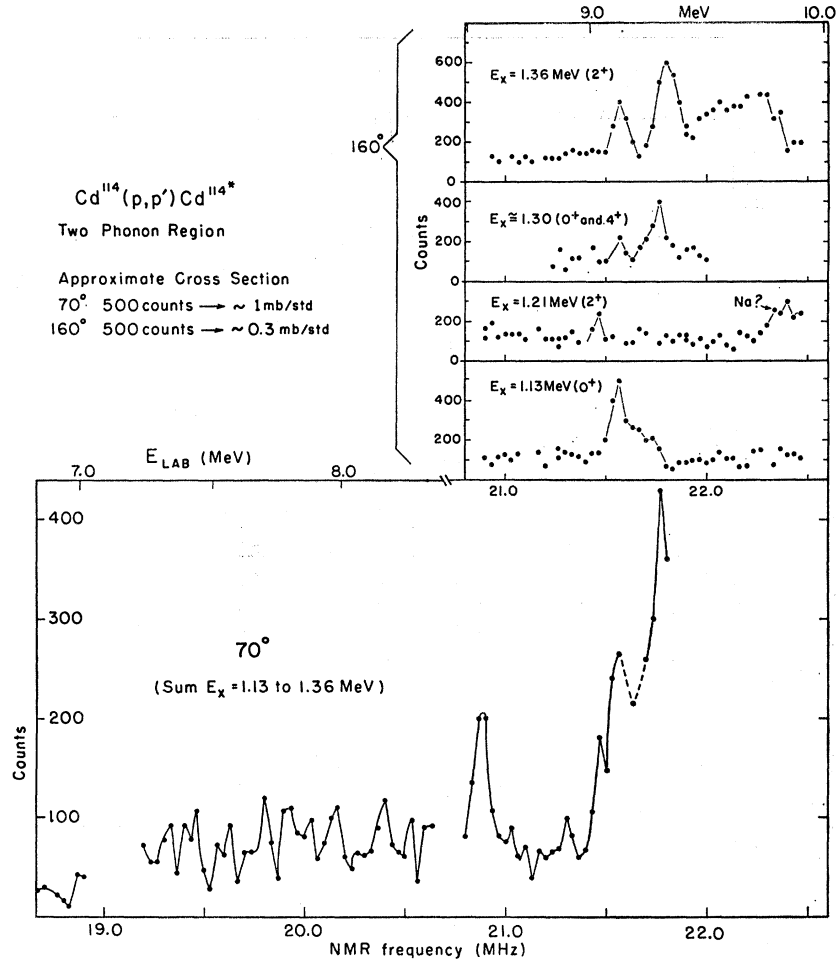 9.0 MeV 10.0
600
400
200
0
E_x = 1.36 MeV (2⁺)
160°
Cd¹¹⁴(p,p′)Cd¹¹⁴*
Two Phonon Region
Approximate Cross Section
70° 500 counts → ~ 1mb/std
160° 500 counts → ~ 0.3 mb/std
Counts
400
200
0
E_x ≅ 1.30 (0⁺ and 4⁺)
200
0
E_x = 1.21 MeV (2⁺)
Na?
400
200
E_x = 1.13 MeV (0⁺)
21.0 22.0
E_LAB (MeV)
7.0 8.0
400
300
200
100
Counts
70°
(Sum E_x = 1.13 to 1.36 MeV)
19.0 20.0 21.0 22.0
NMR frequency (MHz)